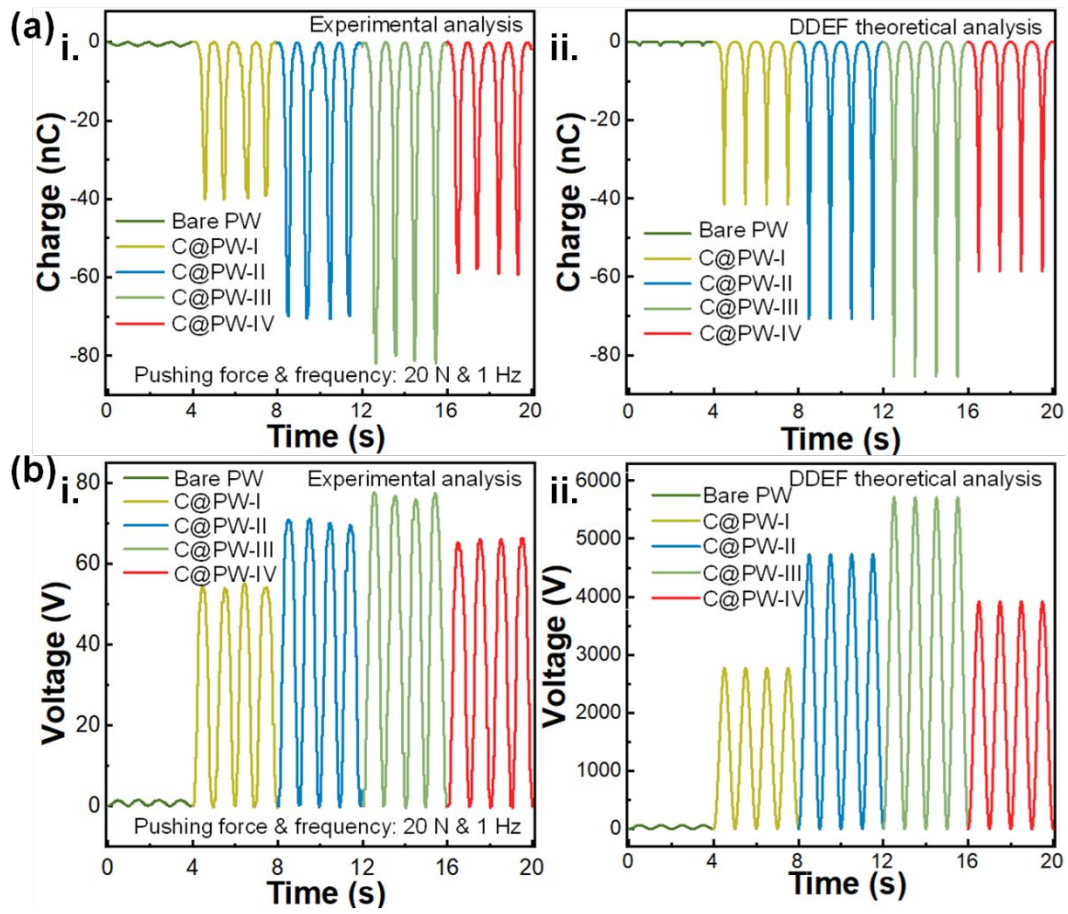 (a)
i.
Experimental analysis
0
-20
-40
-60
-80
Charge (nC)
Bare PW
C@PW-I
C@PW-II
C@PW-III
C@PW-IV
Pushing force & frequency: 20 N & 1 Hz
0 4 8 12 16 20
Time (s)
ii.
DDEF theoretical analysis
0
-20
-40
-60
-80
Charge (nC)
Bare PW
C@PW-I
C@PW-II
C@PW-III
C@PW-IV
0 4 8 12 16 20
Time (s)
(b)
i.
Experimental analysis
80
60
40
20
0
Voltage (V)
Bare PW
C@PW-I
C@PW-II
C@PW-III
C@PW-IV
Pushing force & frequency: 20 N & 1 Hz
0 4 8 12 16 20
Time (s)
ii.
DDEF theoretical analysis
6000
5000
4000
3000
2000
1000
0
Voltage (V)
Bare PW
C@PW-I
C@PW-II
C@PW-III
C@PW-IV
0 4 8 12 16 20
Time (s)